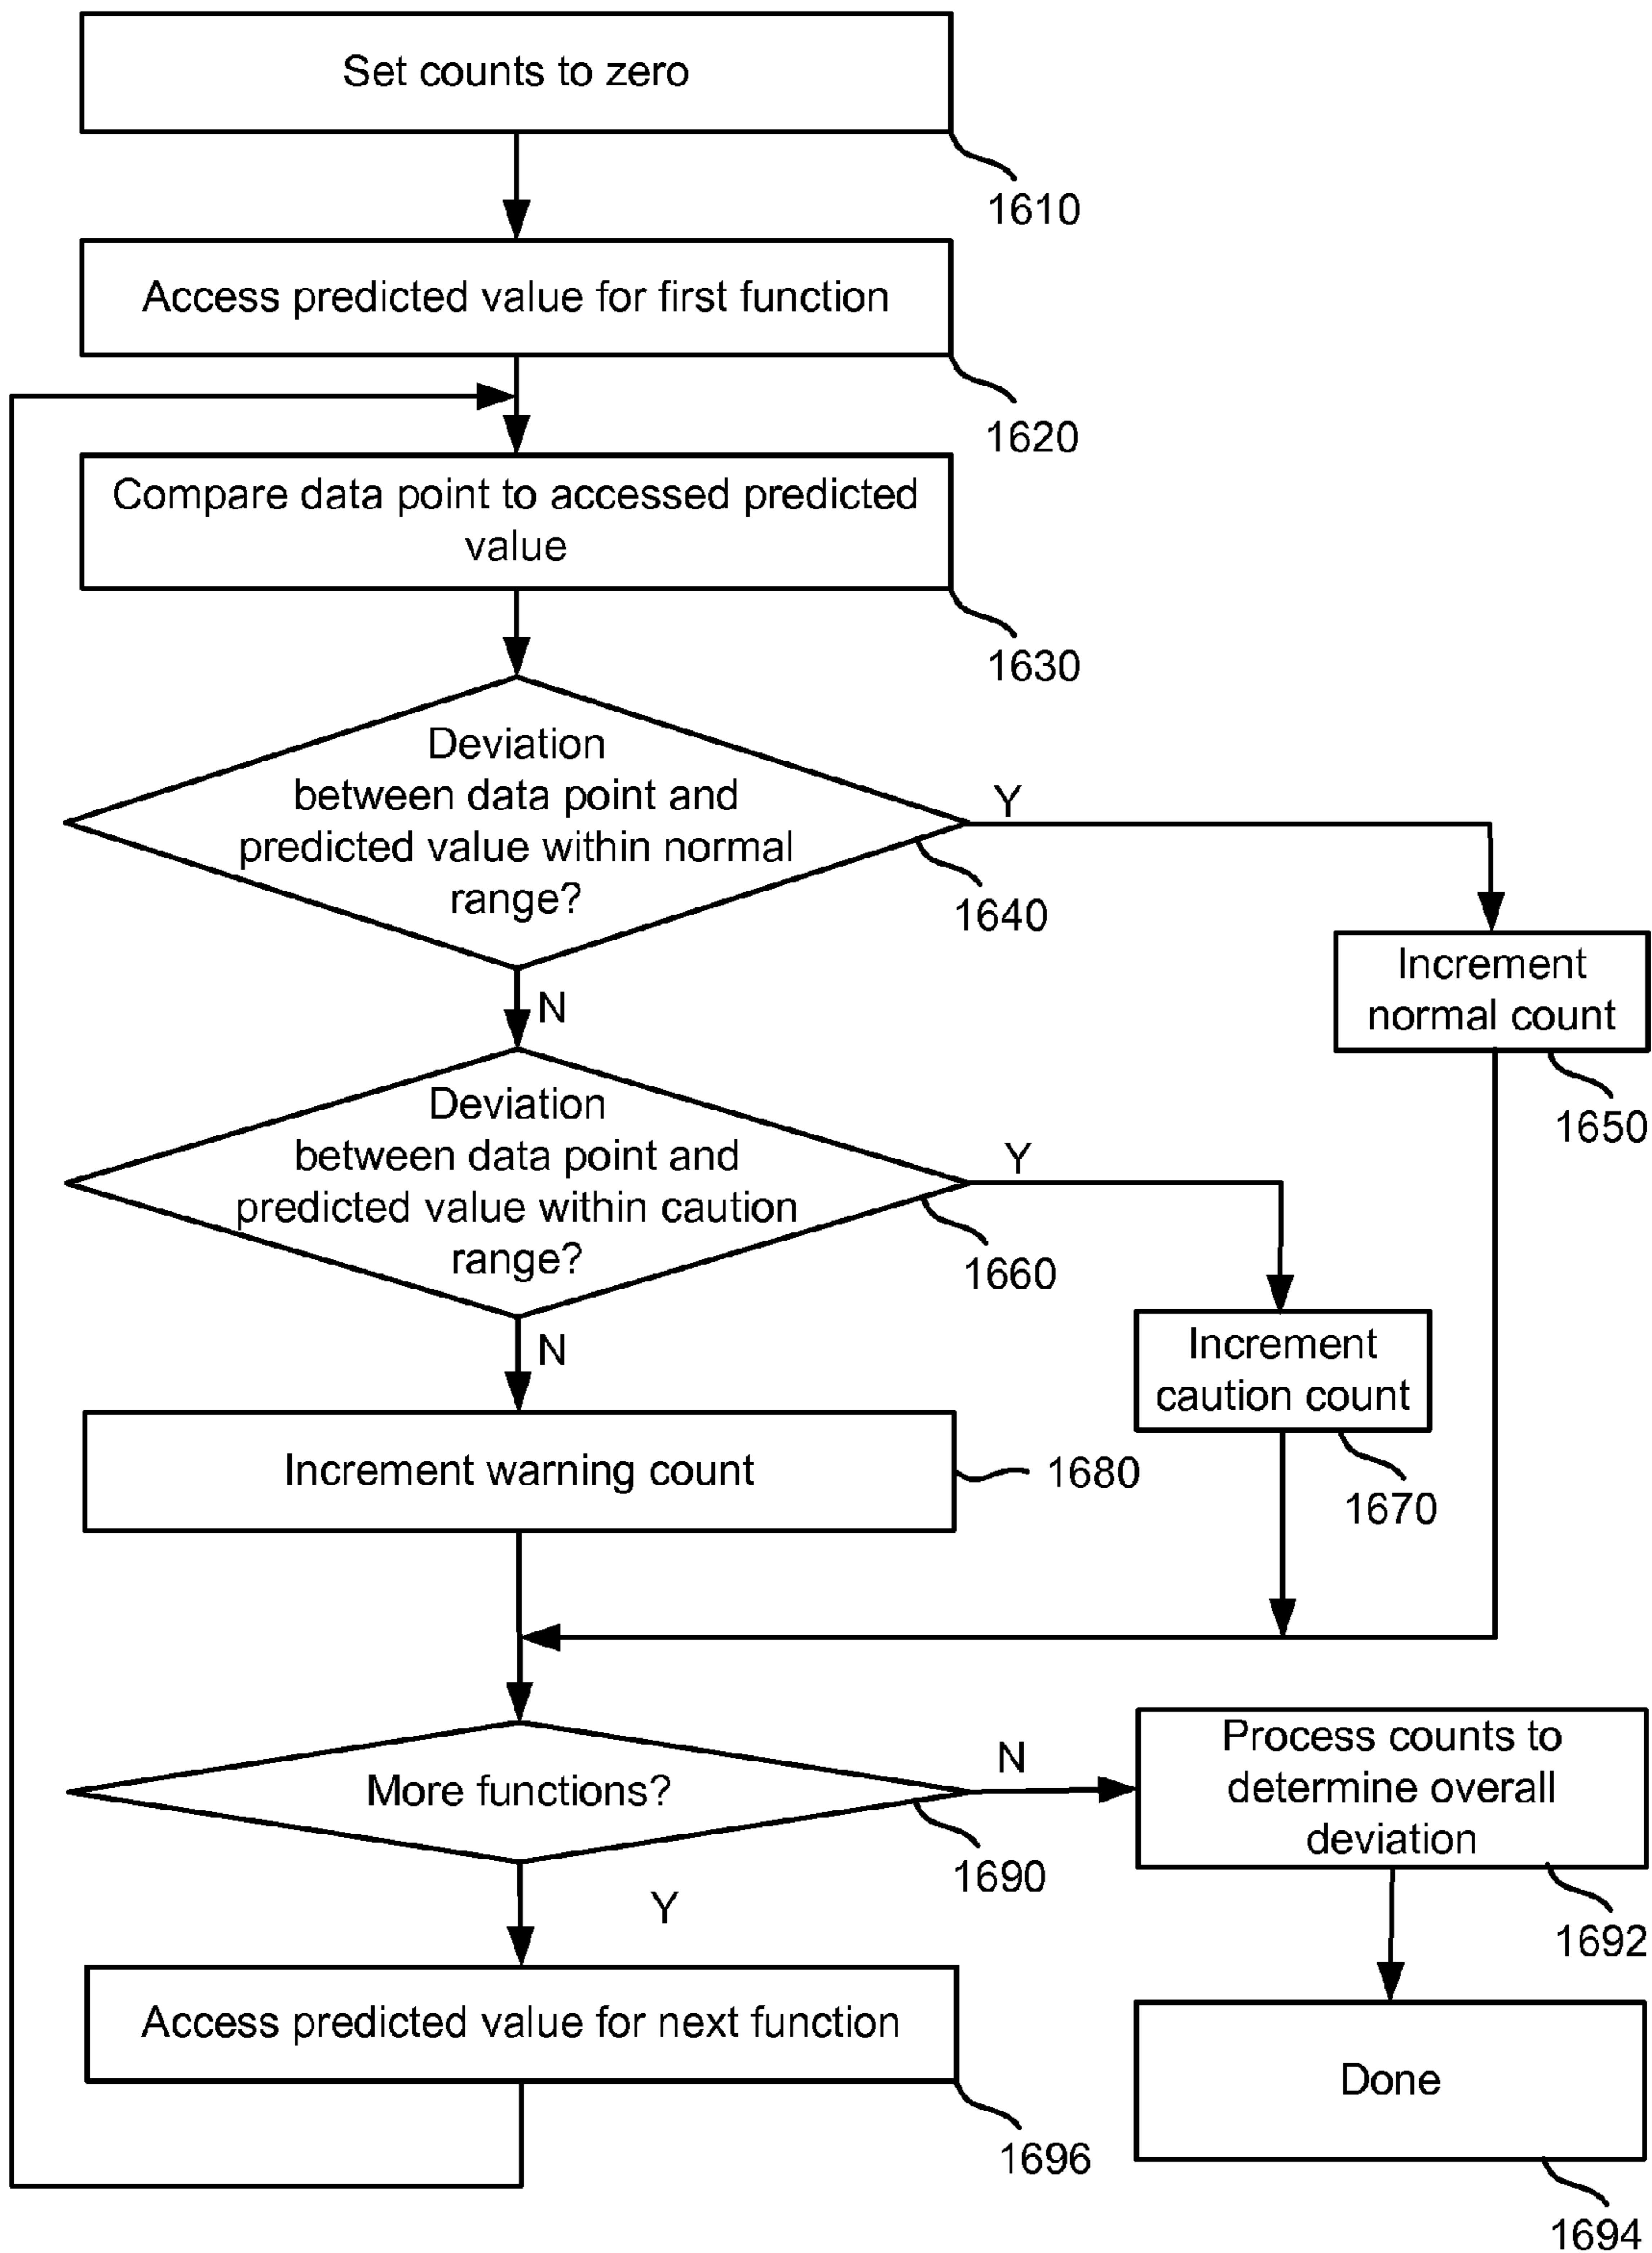 Set counts to zero
1610
Access predicted value for first function
1620
Compare data point to accessed predicted
value
1630
Deviation
between data point and
predicted value within normal
range?
Y
1640
Increment
normal count
1650
N
Deviation
between data point and
predicted value within caution
range?
Y
1660
Increment
caution count
1670
N
Increment warning count
1680
More functions?
N
1690
Process counts to
determine overall
deviation
1692
Y
Access predicted value for next function
1696
Done
1694